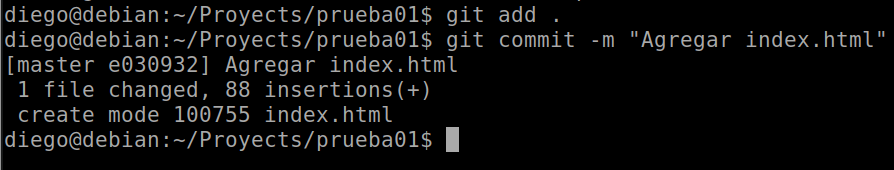 diego@debian:~/Proyects/prueba01$ git add .
diego@debian:~/Proyects/prueba01$ git commit -m "Agregar index.html"
[master e030932] Agregar index.html
 1 file changed, 88 insertions(+)
 create mode 100755 index.html
diego@debian:~/Proyects/prueba01$